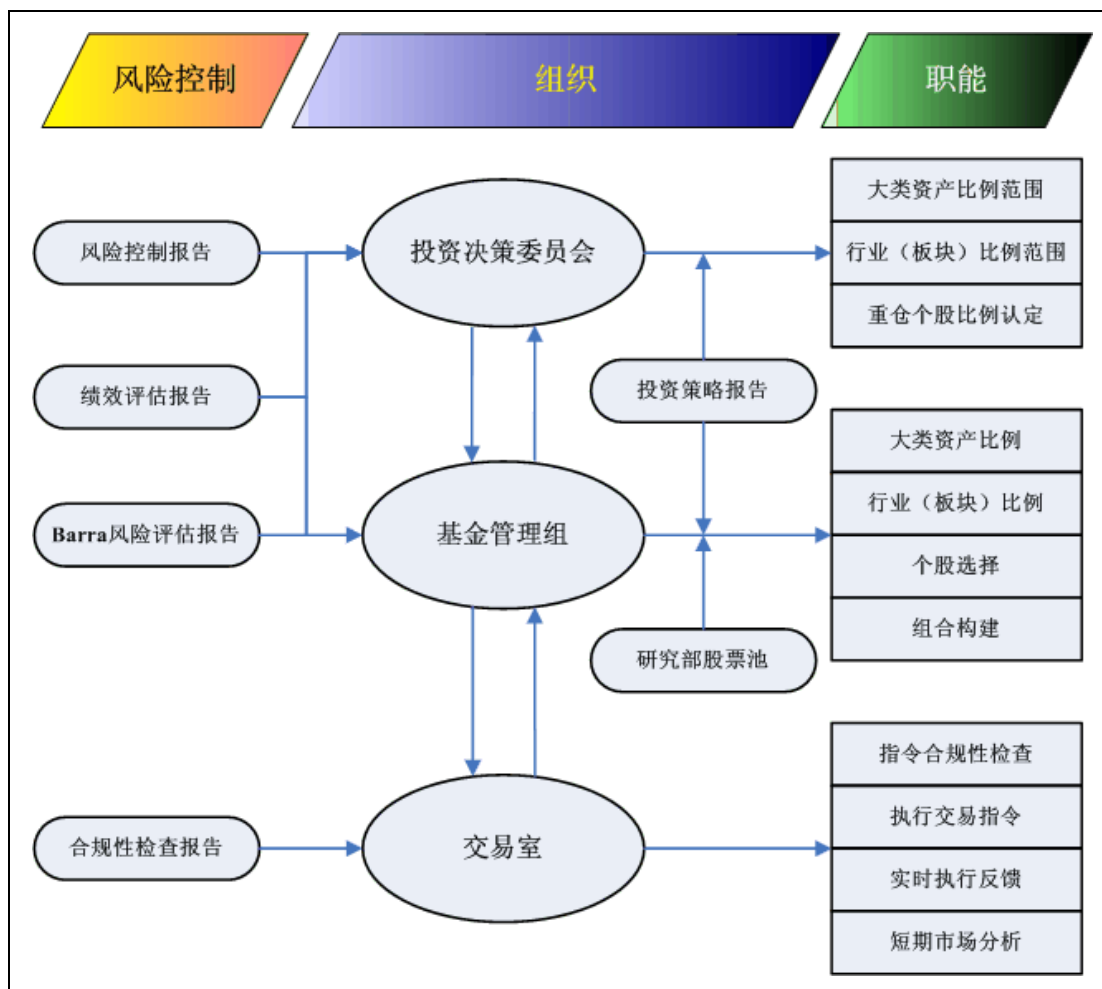 风险控制
组织
职能
风险控制报告
绩效评估报告
Barra风险评估报告
合规性检查报告
投资决策委员会
基金管理组
交易室
投资策略报告
研究部股票池
大类资产比例范围
行业（板块）比例范围
重仓个股比例认定
大类资产比例
行业（板块）比例
个股选择
组合构建
指令合规性检查
执行交易指令
实时执行反馈
短期市场分析